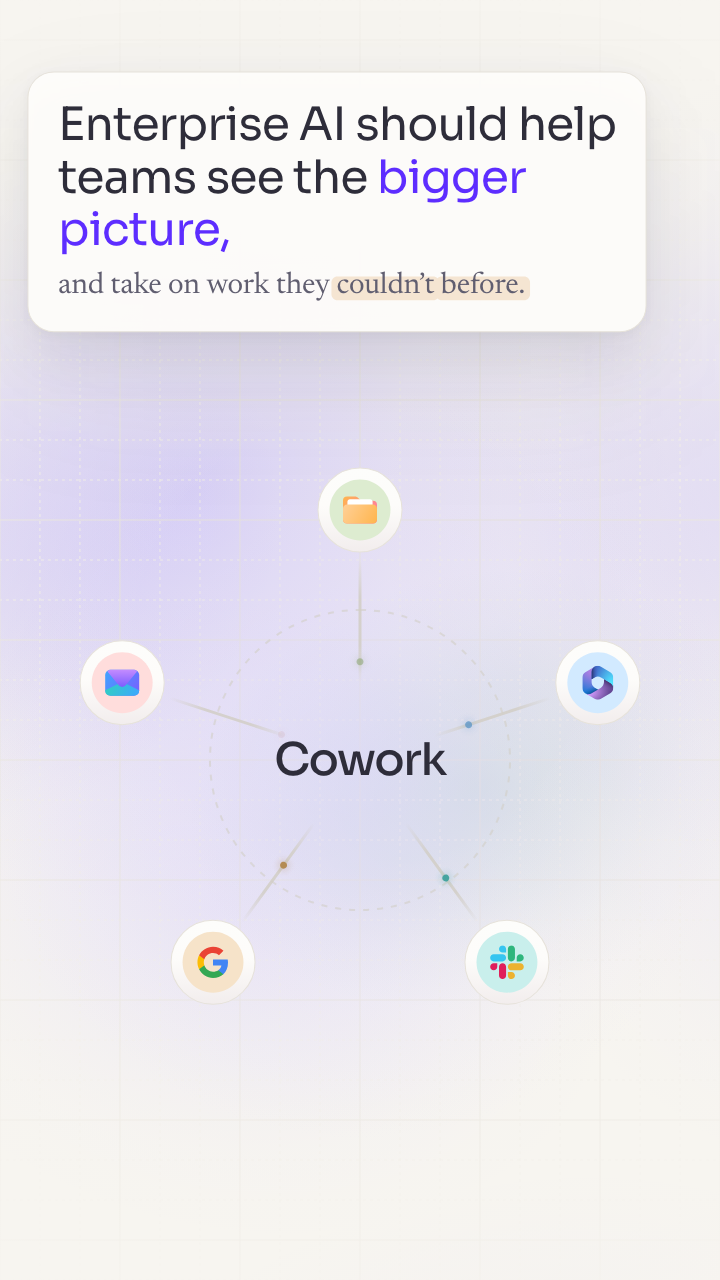 Enterprise AI should help
teams see the bigger
picture,
and take on work they couldn’t before.
Cowork